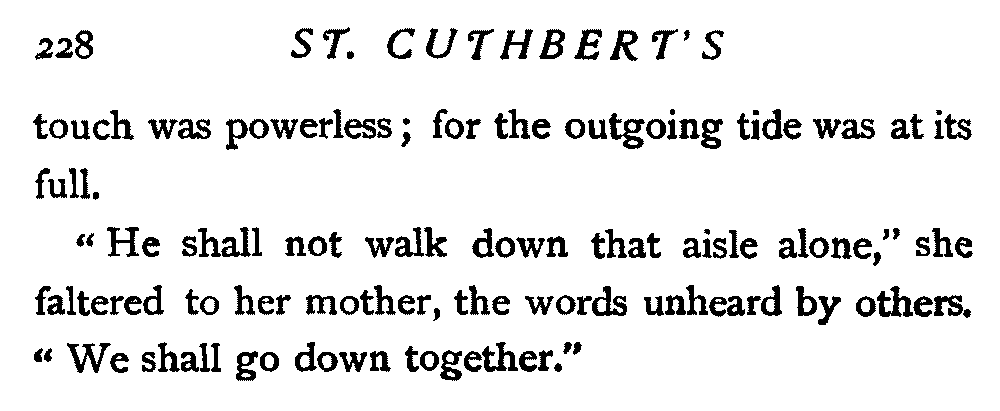 228 ST. CUTHBERT'S
touch was powerless; for the outgoing tide was at its
full.
“ He shall not walk down that aisle alone,” she
faltered to her mother, the words unheard by others.
“ We shall go down together.”